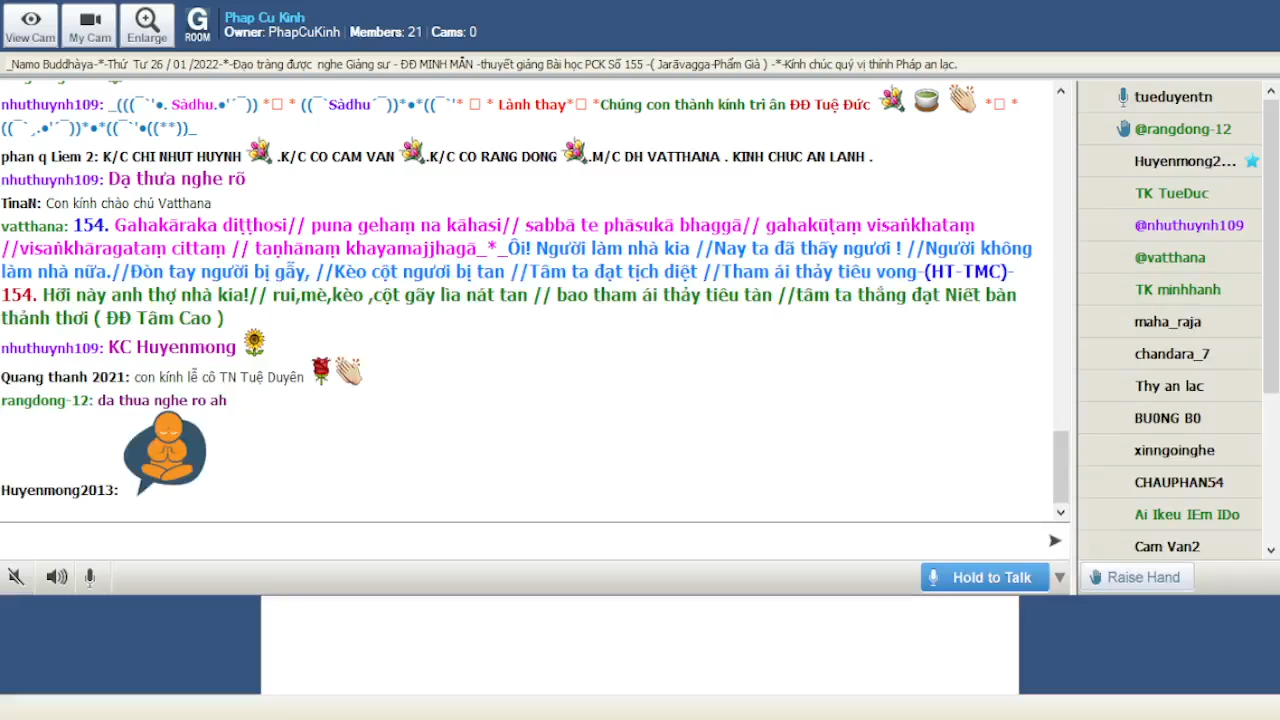 View Cam
My Cam
Enlarge
G
ROOM
Phap Cu Kinh
Owner: PhapCuKinh Members: 21 Cams: 0
_Namo Buddhàya-*-Thứ Tư 26 / 01 /2022-*-Đạo tràng được nghe Giảng sư - ĐĐ MINH MẪN -thuyết giảng Bài học PCK Số 155 -( Jarāvagga-Phẩm Già ) -*-Kính chúc quý vị thính Pháp an lạc.
nhuthuynh109: _(((¯`'•. Sàdhu.•'´¯)) * * ((¯`Sàdhu´¯))*•*((¯`'* * Lành thay* *Chúng con thành kính tri ân ĐĐ Tuệ Đức * *
((¯`¸.•'´¯))*•*((¯`'•((**))_
phan q Liem 2: K/C CHI NHUT HUYNH .K/C CO CAM VAN .K/C CO RANG DONG .M/C DH VATTHANA . KINH CHUC AN LANH .
nhuthuynh109: Dạ thưa nghe rõ
TinaN: Con kính chào chú Vatthana
vatthana: 154. Gahakāraka diṭṭhosi// puna gehaṃ na kāhasi// sabbā te phāsukā bhaggā// gahakūṭaṃ visaṅkhataṃ
//visaṅkhāragataṃ cittaṃ // taṇhānaṃ khayamajjhagā_*_Ôi! Người làm nhà kia //Nay ta đã thấy ngươi ! //Người không
làm nhà nữa.//Đòn tay người bị gẫy, //Kèo cột ngươi bị tan //Tâm ta đạt tịch diệt //Tham ái thảy tiêu vong-(HT-TMC)-
154. Hỡi này anh thợ nhà kia!// rui,mè,kèo ,cột gãy lìa nát tan // bao tham ái thảy tiêu tàn //tâm ta thắng đạt Niết bàn
thảnh thơi ( ĐĐ Tâm Cao )
nhuthuynh109: KC Huyenmong
Quang thanh 2021: con kính lễ cô TN Tuệ Duyên
rangdong-12: da thua nghe ro ah
Huyenmong2013:
Hold to Talk
tueduyentn
@rangdong-12
Huyenmong2...
TK TueDuc
@nhuthuynh109
@vatthana
TK minhhanh
maha_raja
chandara_7
Thy an lac
BU0NG B0
xinngoinghe
CHAUPHAN54
Ai Ikeu IEm IDo
Cam Van2
Raise Hand